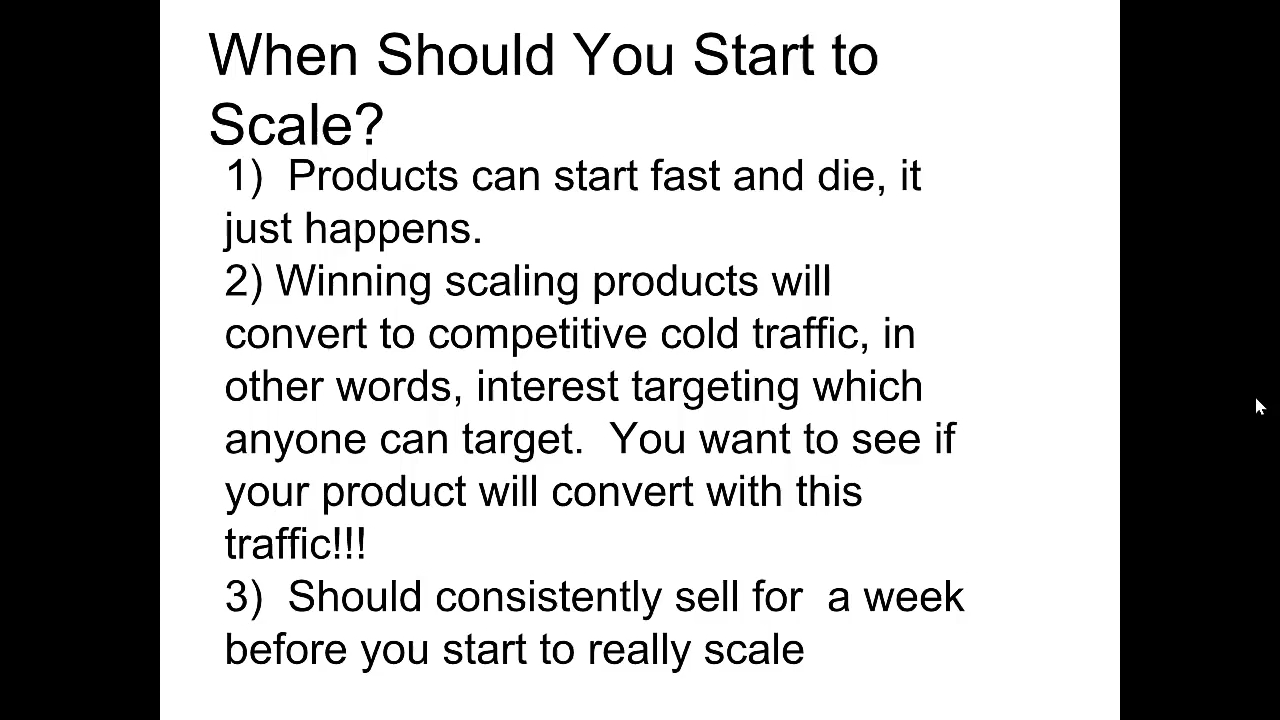 When Should You Start to
Scale?
1)  Products can start fast and die, it
just happens.
2) Winning scaling products will
convert to competitive cold traffic, in
other words, interest targeting which
anyone can target.  You want to see if
your product will convert with this
traffic!!!
3)  Should consistently sell for  a week
before you start to really scale